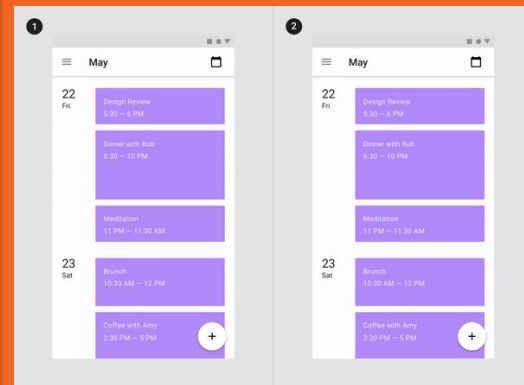 1
May
22
Fri
Design Review
5:30 — 6 PM
Dinner with Rob
6:30 — 10 PM
Meditation
11 PM — 11:30 AM
23
Sat
Brunch
10:30 AM — 12 PM
Coffee with Amy
2:30 PM — 5 PM
+
2
May
22
Fri
Design Review
5:30 — 6 PM
Dinner with Rob
6:30 — 10 PM
Meditation
11 PM — 11:30 AM
23
Sat
Brunch
10:30 AM — 12 PM
Coffee with Amy
2:30 PM — 5 PM
+